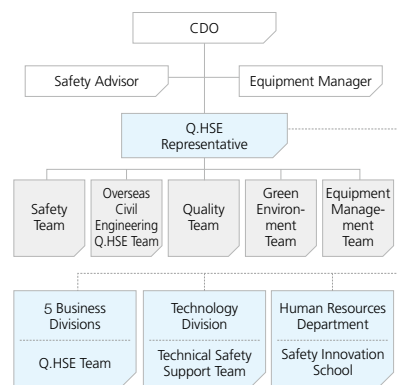 CDO
Safety Advisor
Equipment Manager
Q.HSE
Representative
Safety
Team
Overseas
Civil
Engineering
Q.HSE Team
Quality
Team
Green
Environ-
ment
Team
Equipment
Manage-
ment
Team
5 Business
Divisions
Q.HSE Team
Technology
Division
Technical Safety
Support Team
Human Resources
Department
Safety Innovation
School